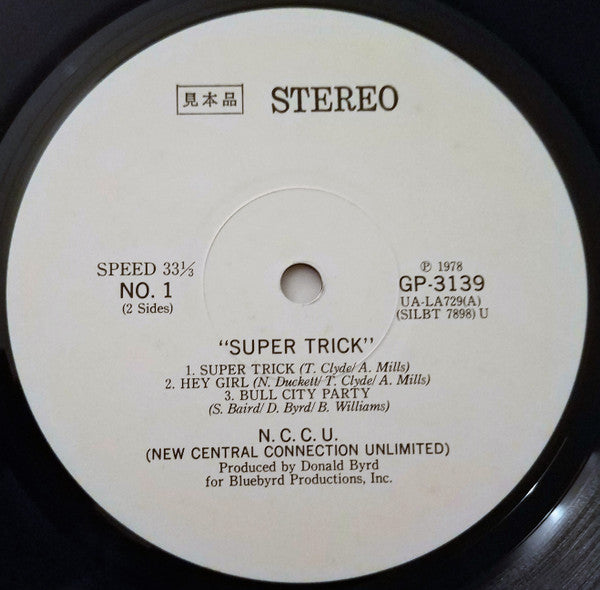 見本品 STEREO
SPEED 33⅓
NO. 1
(2 Sides)
℗ 1978
GP-3139
UA-LA729(A)
(SILBT 7898) U
"SUPER TRICK"
1. SUPER TRICK (T. Clyde/ A. Mills)
2. HEY GIRL (N. Duckett/ T. Clyde/ A. Mills)
3. BULL CITY PARTY
(S. Baird/ D. Byrd/ B. Williams)
N. C. C. U.
(NEW CENTRAL CONNECTION UNLIMITED)
Produced by Donald Byrd
for Bluebyrd Productions, Inc.